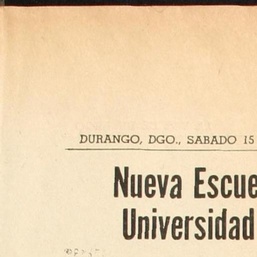 DURANGO, DGO., SABADO 15
Nueva Escue
Universidad